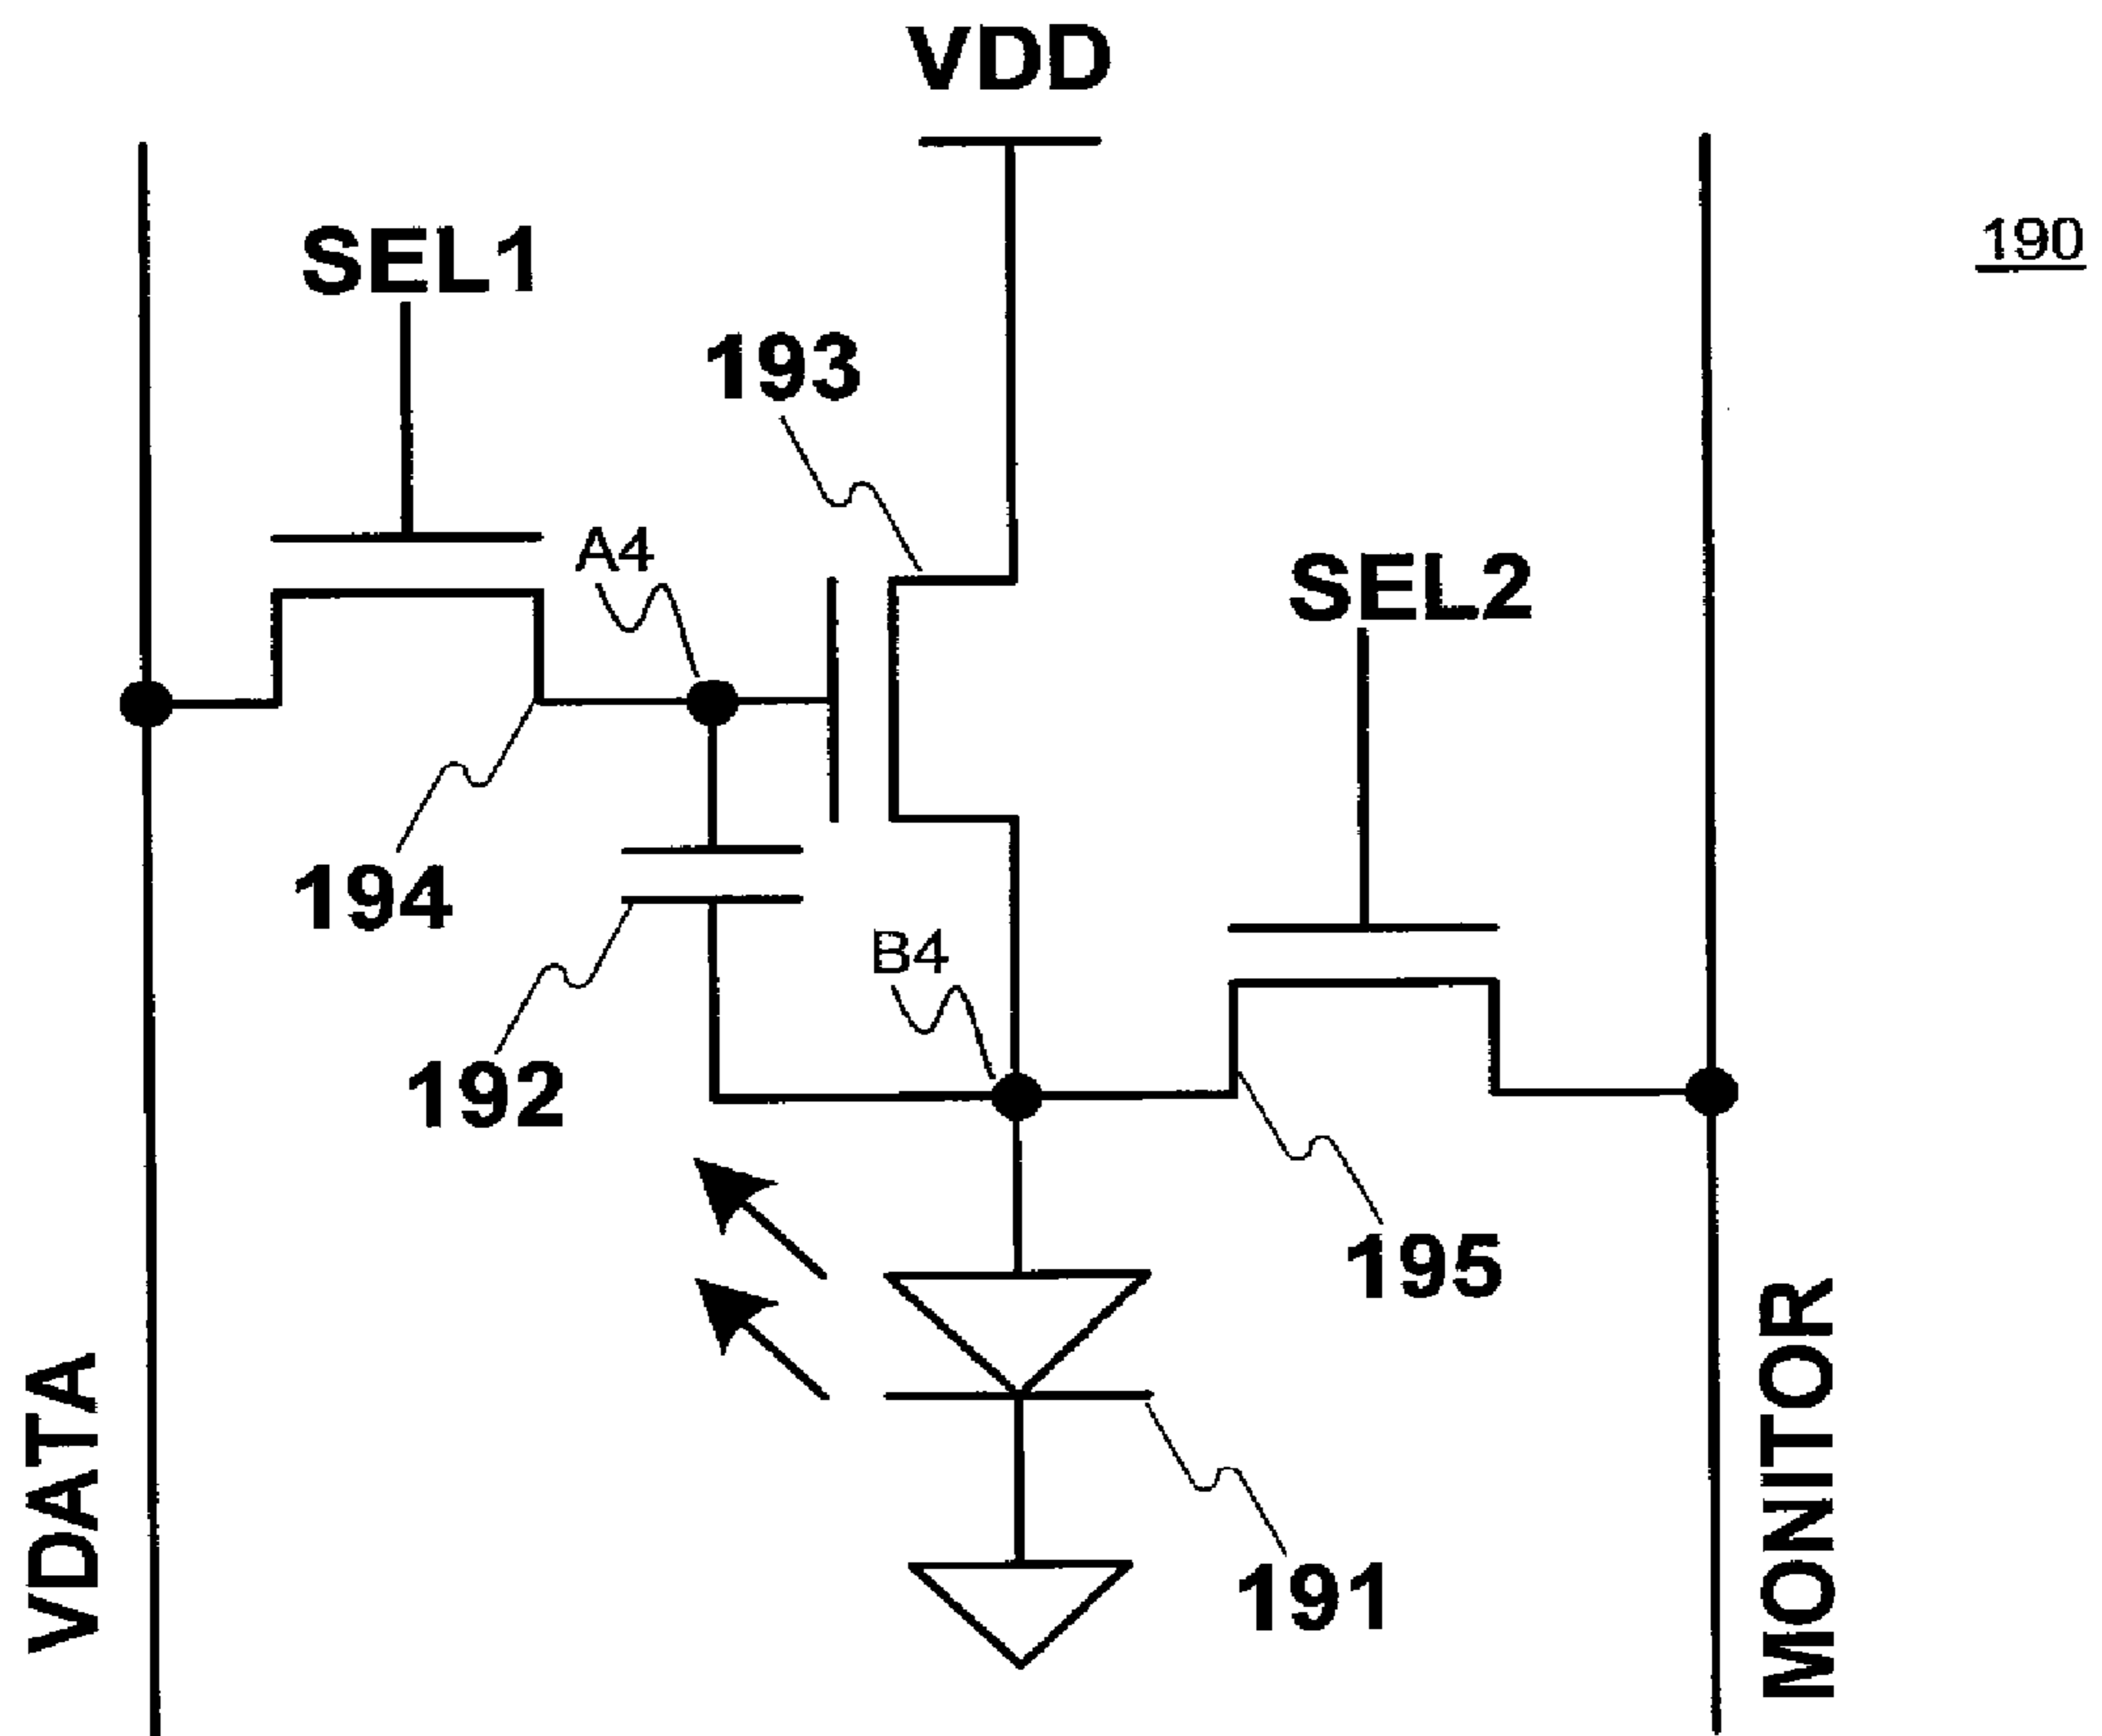 VDD
190
SEL1
193
A4
SEL2
194
B4
192
195
191
VDATA
MONITOR